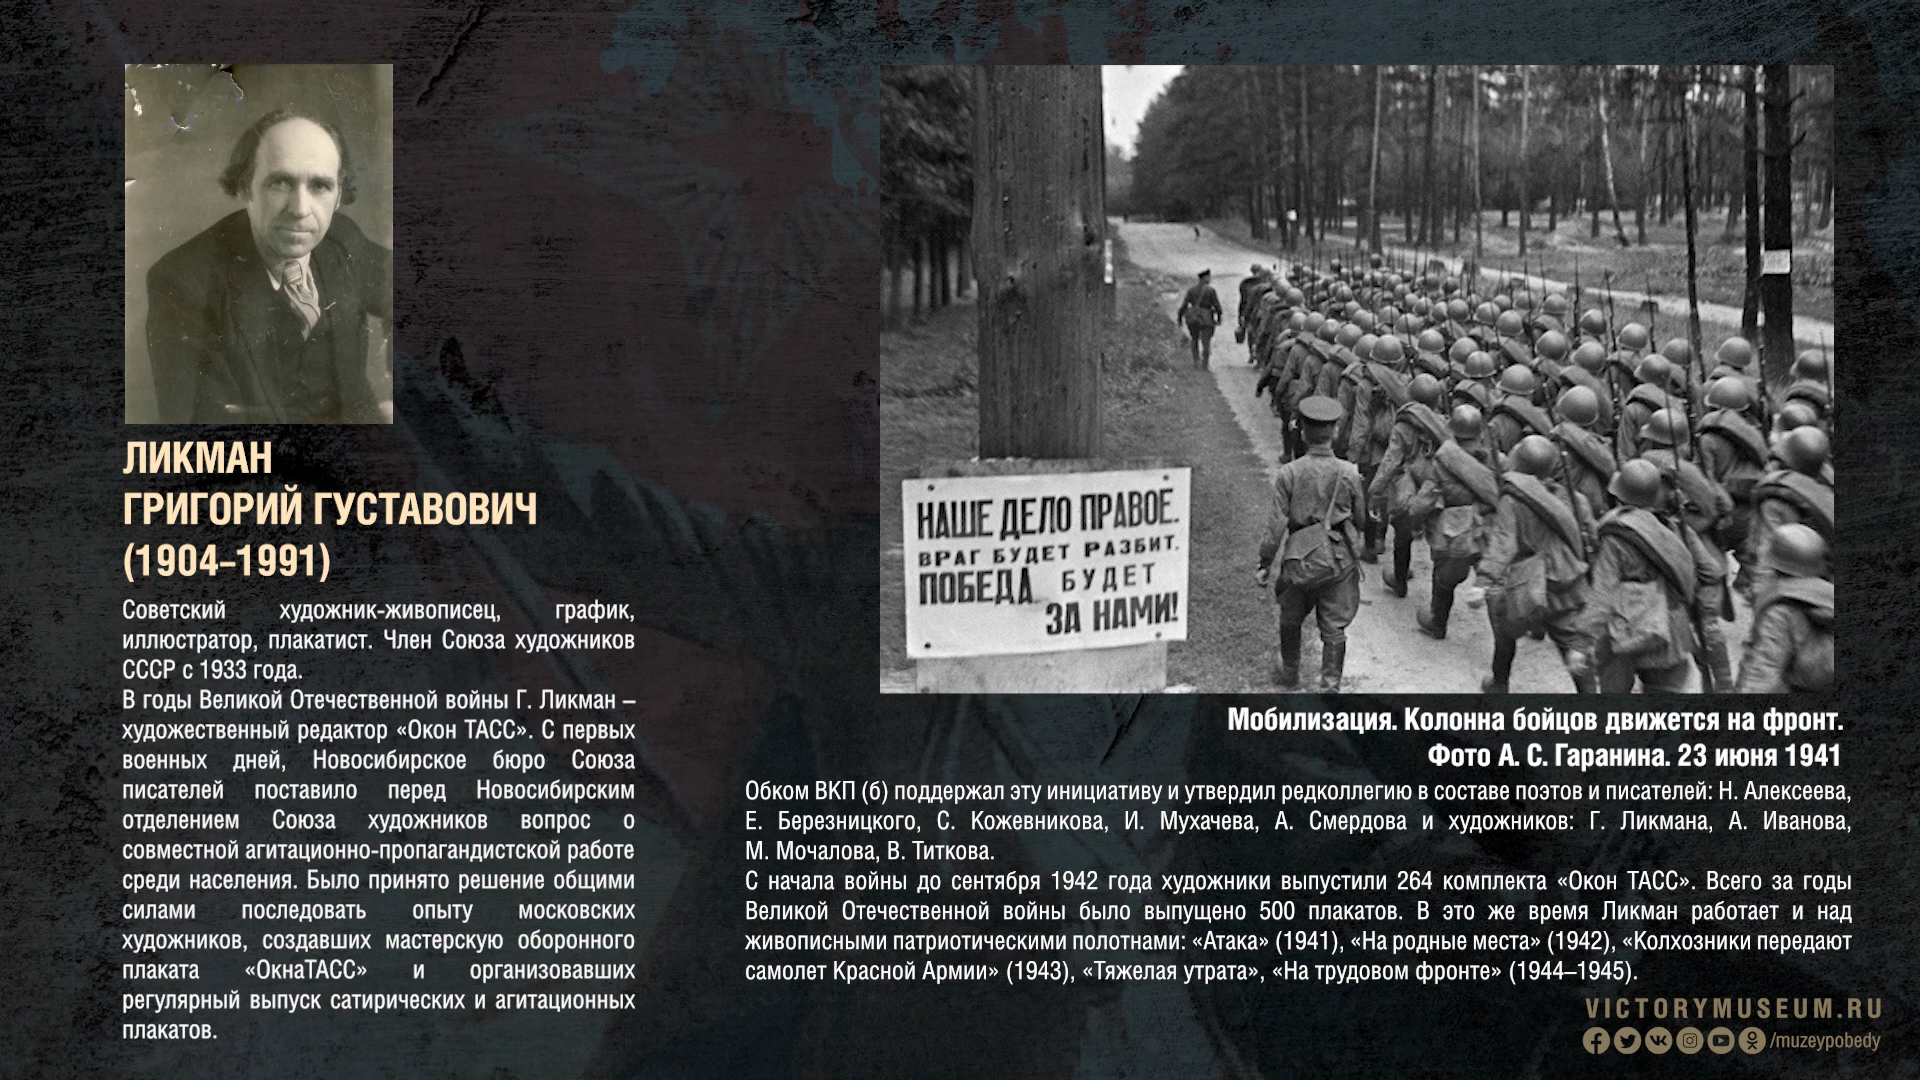 ЛИКМАН
ГРИГОРИЙ ГУСТАВОВИЧ
(1904–1991)
Советский художник-живописец, график,
иллюстратор, плакатист. Член Союза художников
СССР с 1933 года.
В годы Великой Отечественной войны Г. Ликман –
художественный редактор «Окон ТАСС». С первых
военных дней, Новосибирское бюро Союза
писателей поставило перед Новосибирским
отделением Союза художников вопрос о
совместной агитационно-пропагандистской работе
среди населения. Было принято решение общими
силами последовать опыту московских
художников, создавших мастерскую оборонного
плаката «ОкнаТАСС» и организовавших
регулярный выпуск сатирических и агитационных
плакатов.
НАШЕ ДЕЛО ПРАВОЕ.
ВРАГ БУДЕТ РАЗБИТ.
ПОБЕДА БУДЕТ
ЗА НАМИ!
Мобилизация. Колонна бойцов движется на фронт.
Фото А. С. Гаранина. 23 июня 1941
Обком ВКП (б) поддержал эту инициативу и утвердил редколлегию в составе поэтов и писателей: Н. Алексеева,
Е. Березницкого, С. Кожевникова, И. Мухачева, А. Смердова и художников: Г. Ликмана, А. Иванова,
М. Мочалова, В. Титкова.
С начала войны до сентября 1942 года художники выпустили 264 комплекта «Окон ТАСС». Всего за годы
Великой Отечественной войны было выпущено 500 плакатов. В это же время Ликман работает и над
живописными патриотическими полотнами: «Атака» (1941), «На родные места» (1942), «Колхозники передают
самолет Красной Армии» (1943), «Тяжелая утрата», «На трудовом фронте» (1944–1945).
VICTORYMUSEUM.RU
/muzeypobedy